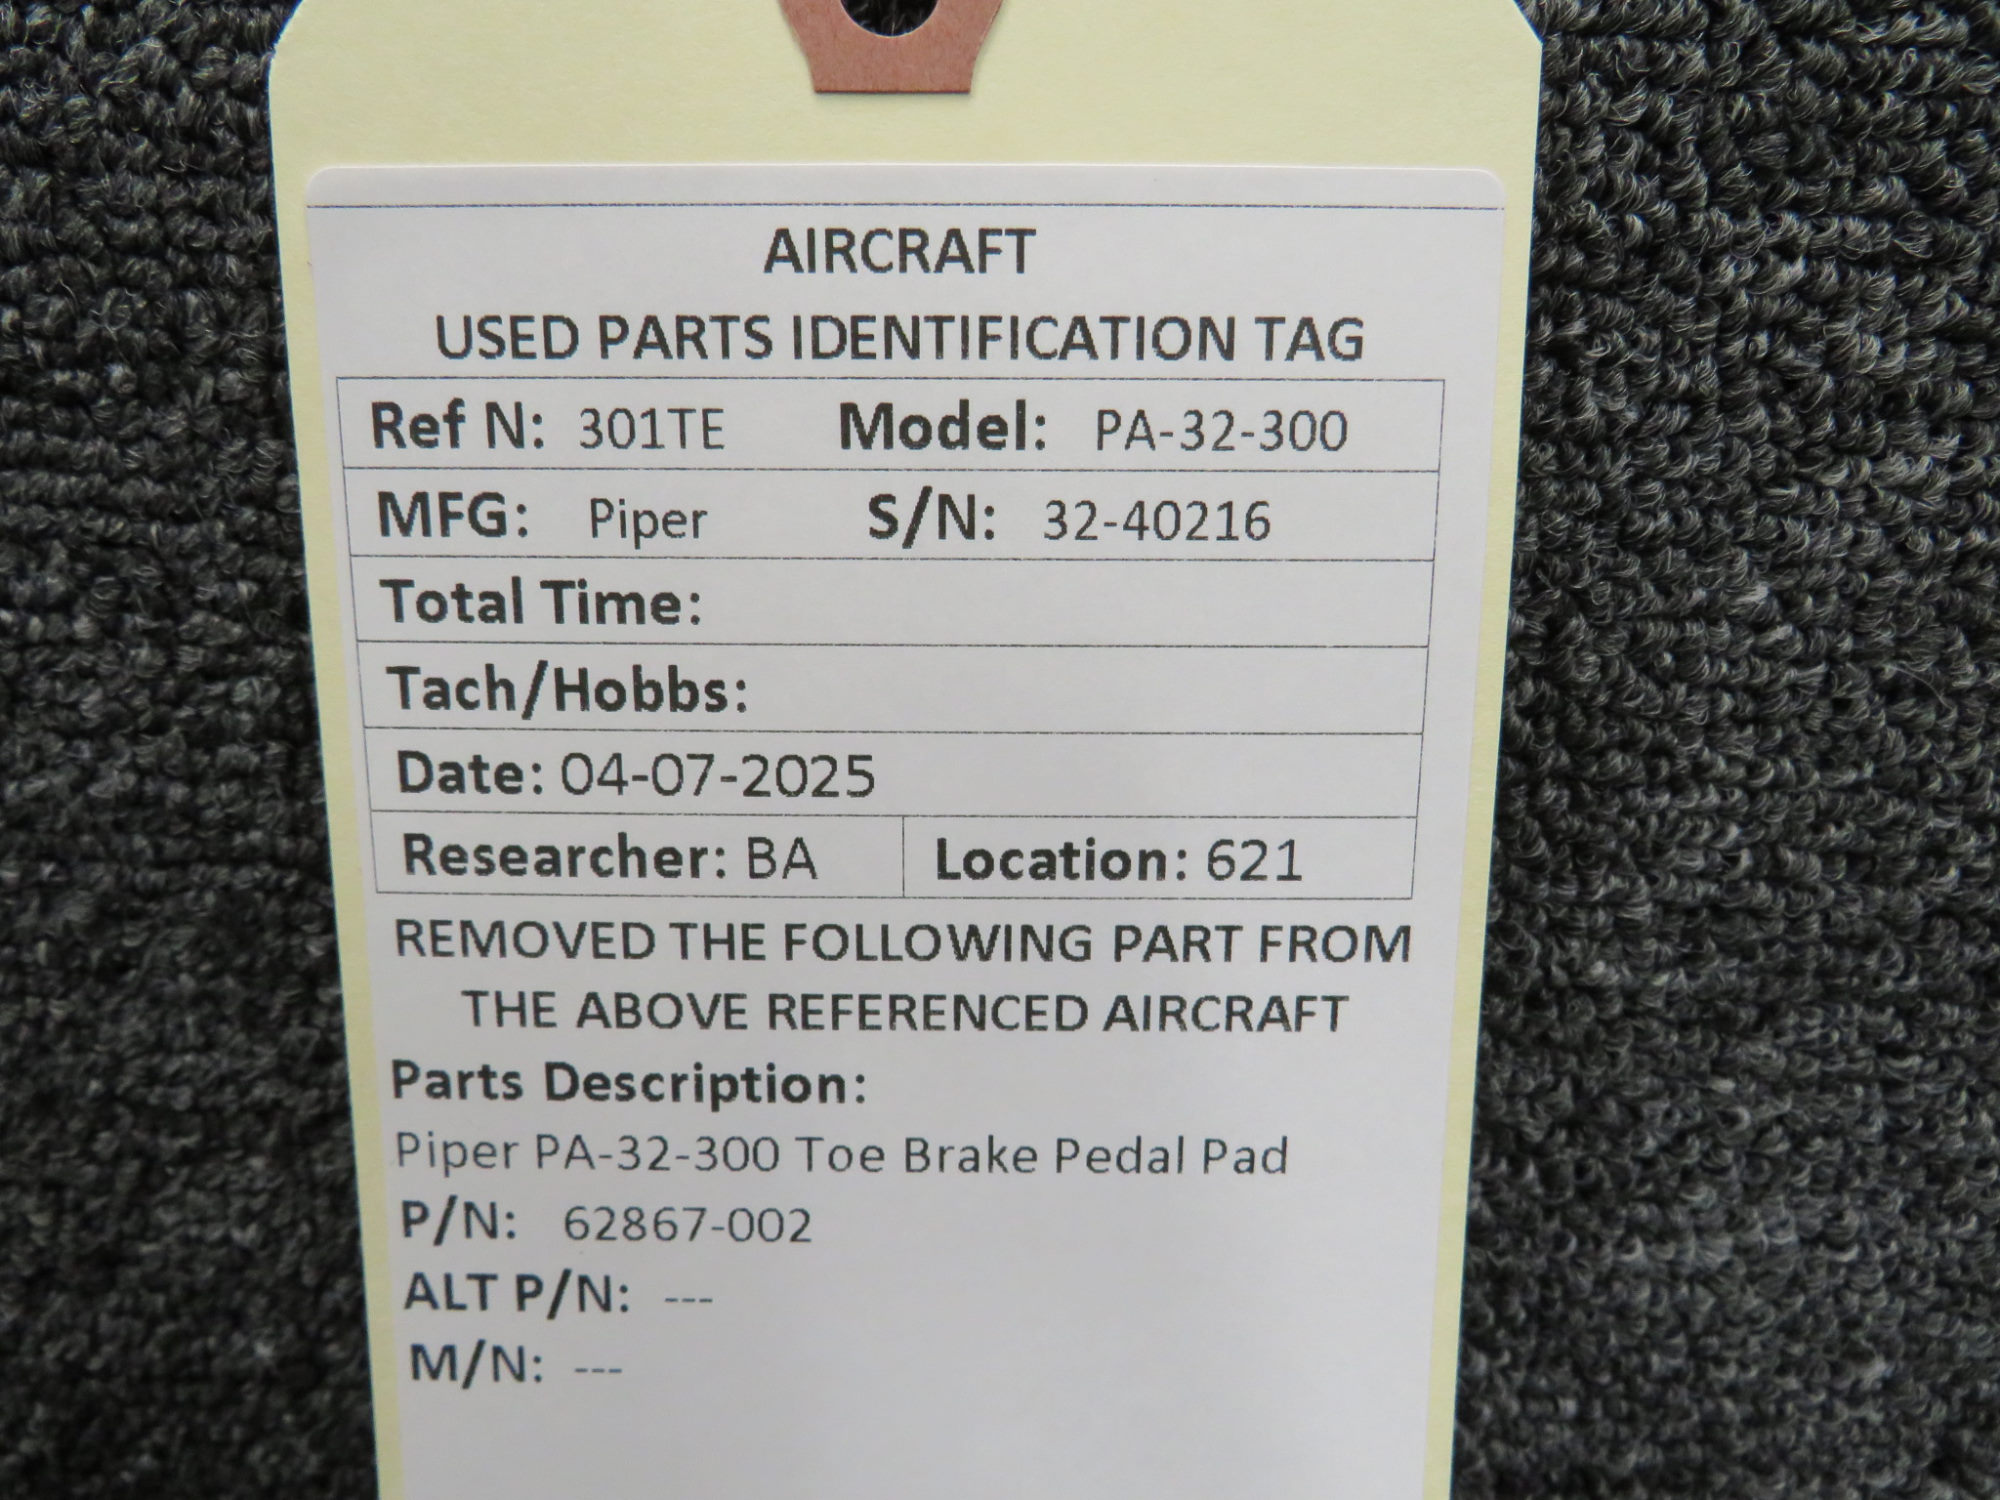 AIRCRAFT
USED PARTS IDENTIFICATION TAG
Ref N: 301TE Model: PA-32-300
MFG: Piper S/N: 32-40216
Total Time:
Tach/Hobbs:
Date: 04-07-2025
Researcher: BA Location: 621
REMOVED THE FOLLOWING PART FROM
THE ABOVE REFERENCED AIRCRAFT
Parts Description:
Piper PA-32-300 Toe Brake Pedal Pad
P/N: 62867-002
ALT P/N: ---
M/N: ---